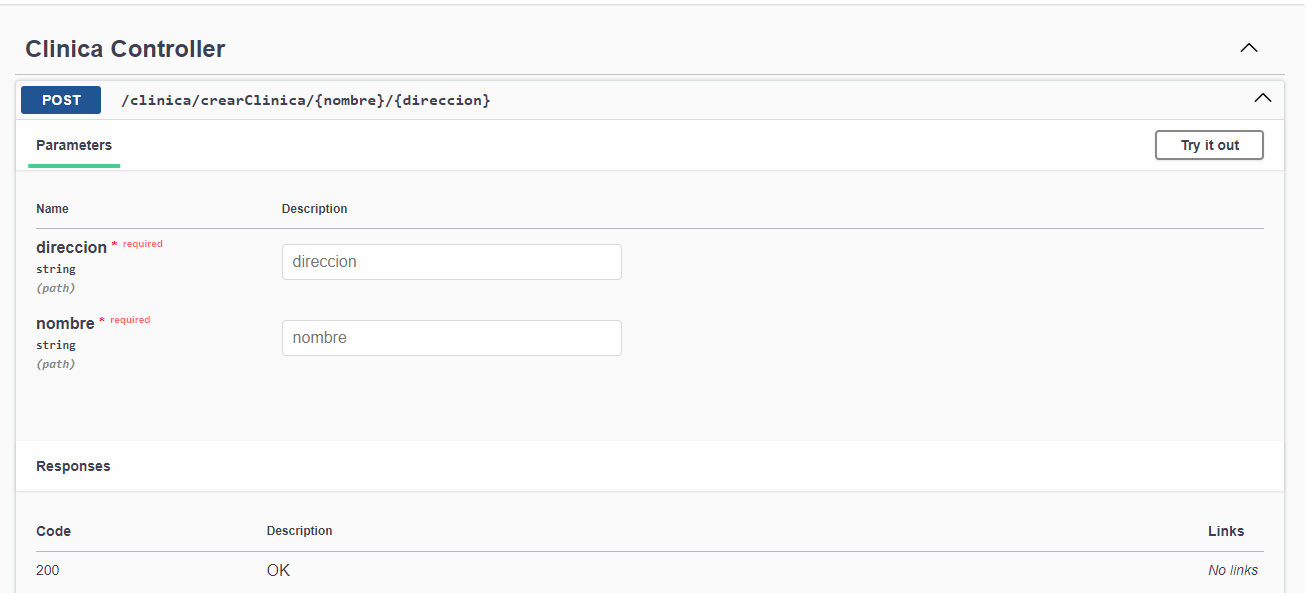 Clinica Controller
POST /clinica/crearClinica/{nombre}/{direccion}
Parameters
Try it out
Name Description
direccion * required
direccion
string
(path)
nombre * required
nombre
string
(path)
Responses
Code Description Links
200 OK No links